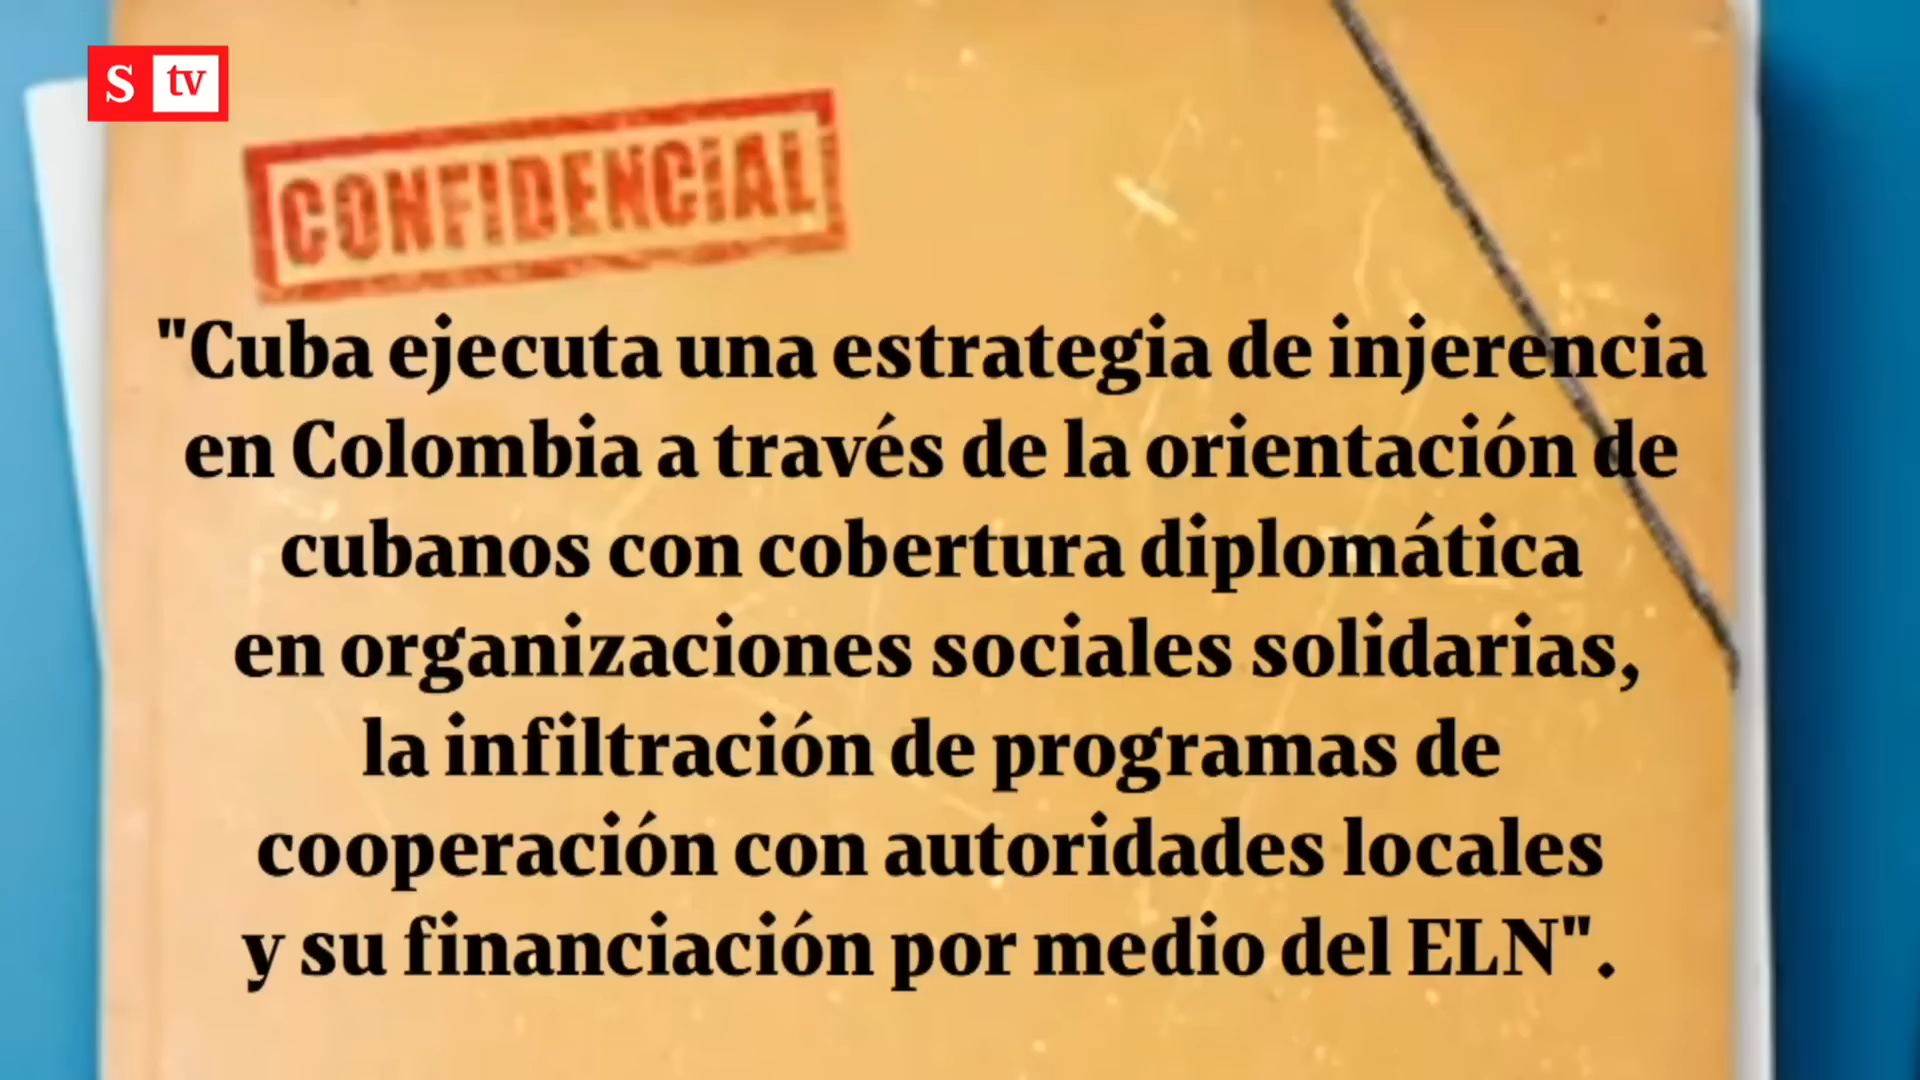 S tv
CONFIDENCIAL
"Cuba ejecuta una estrategia de injerencia
en Colombia a través de la orientación de
cubanos con cobertura diplomática
en organizaciones sociales solidarias,
la infiltración de programas de
cooperación con autoridades locales
y su financiación por medio del ELN".